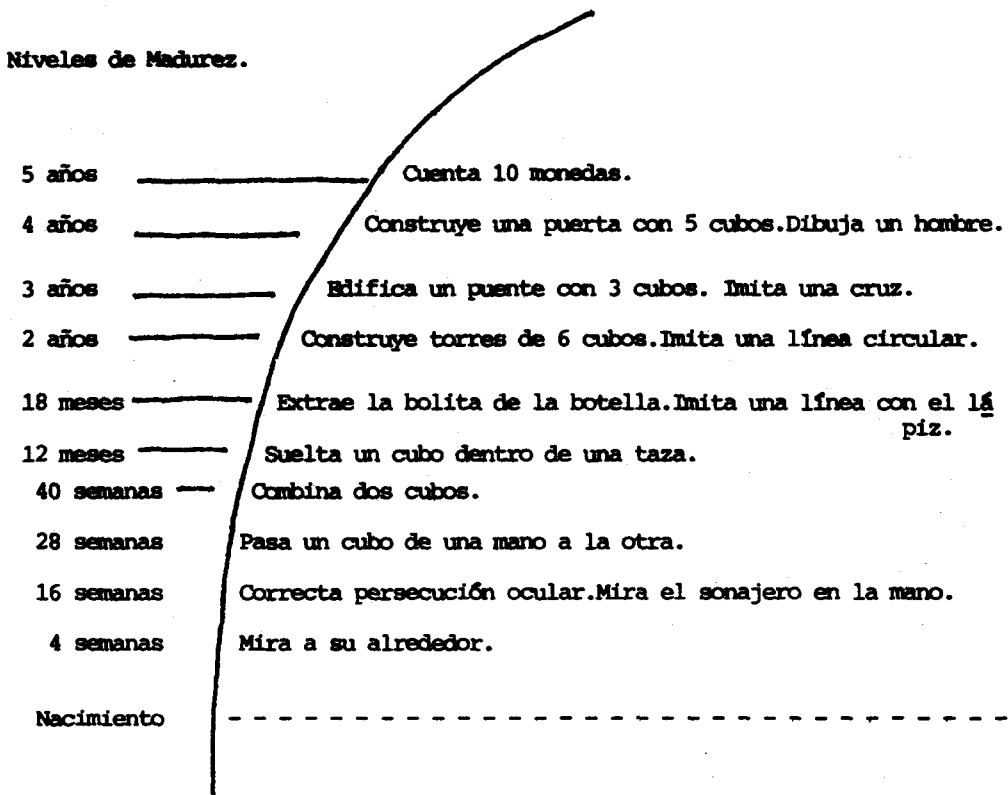 Niveles de Madurez.
5 años Cuenta 10 monedas.
4 años Construye una puerta con 5 cubos.Dibuja un hombre.
3 años Edifica un puente con 3 cubos. Imita una cruz.
2 años Construye torres de 6 cubos.Imita una línea circular.
18 meses Extrae la bolita de la botella.Imita una línea con el lá
piz.
12 meses Suelta un cubo dentro de una taza.
40 semanas Combina dos cubos.
28 semanas Pasa un cubo de una mano a la otra.
16 semanas Correcta persecución ocular.Mira el sonajero en la mano.
4 semanas Mira a su alrededor.
Nacimiento